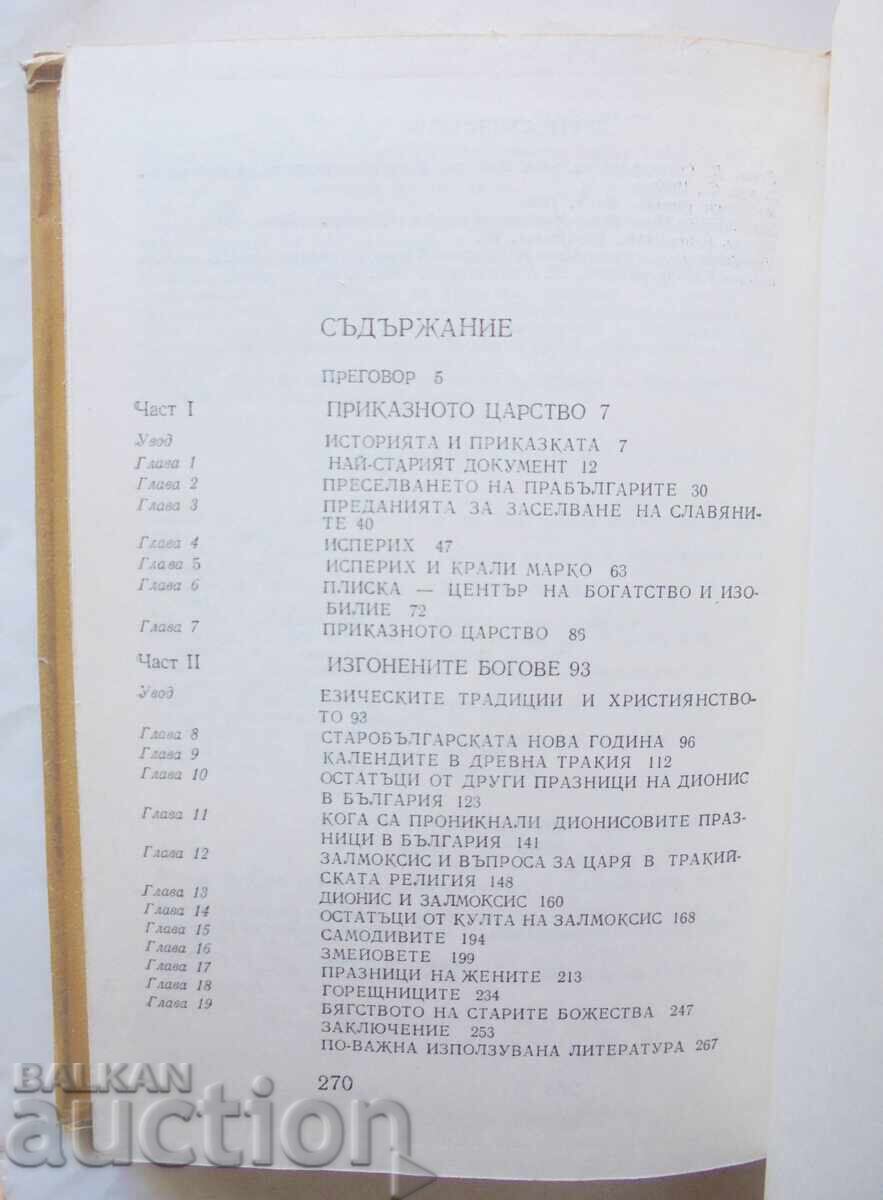 СЪДЪРЖАНИЕ
ПРЕГОВОР 5
Част I ПРИКАЗНОТО ЦАРСТВО 7
Увод ИСТОРИЯТА И ПРИКАЗКАТА 7
Глава 1 НАЙ-СТАРИЯТ ДОКУМЕНТ 12
Глава 2 ПРЕСЕЛВАНЕТО НА ПРАБЪЛГАРИТЕ 30
Глава 3 ПРЕДАНИЯТА ЗА ЗАСЕЛВАНЕ НА СЛАВЯНИ-
ТЕ 40
Глава 4 ИСПЕРИХ 47
Глава 5 ИСПЕРИХ И КРАЛИ МАРКО 63
Глава 6 ПЛИСКА — ЦЕНТЪР НА БОГАТСТВО И ИЗО-
БИЛИЕ 72
Глава 7 ПРИКАЗНОТО ЦАРСТВО 86
Част II ИЗГОНЕНИТЕ БОГОВЕ 93
Увод ЕЗИЧЕСКИТЕ ТРАДИЦИИ И ХРИСТИЯНСТВО-
ТО 93
Глава 8 СТАРОБЪЛГАРСКАТА НОВА ГОДИНА 96
Глава 9 КАЛЕНДИТЕ В ДРЕВНА ТРАКИЯ 112
Глава 10 ОСТАТЪЦИ ОТ ДРУГИ ПРАЗНИЦИ НА ДИОНИС
В БЪЛГАРИЯ 123
Глава 11 КОГА СА ПРОНИКНАЛИ ДИОНИСОВИТЕ ПРАЗ-
НИЦИ В БЪЛГАРИЯ 141
Глава 12 ЗАЛМОКСИС И ВЪПРОСА ЗА ЦАРЯ В ТРАКИЙ-
СКАТА РЕЛИГИЯ 148
Глава 13 ДИОНИС И ЗАЛМОКСИС 160
Глава 14 ОСТАТЪЦИ ОТ КУЛТА НА ЗАЛМОКСИС 168
Глава 15 САМОДИВИТЕ 194
Глава 16 ЗМЕЙОВЕТЕ 199
Глава 17 ПРАЗНИЦИ НА ЖЕНИТЕ 213
Глава 18 ГОРЕЩНИЦИТЕ 234
Глава 19 БЯГСТВОТО НА СТАРИТЕ БОЖЕСТВА 247
ЗАКЛЮЧЕНИЕ 253
ПО-ВАЖНА ИЗПОЛЗУВАНА ЛИТЕРАТУРА 267
270
BALKAN
auction